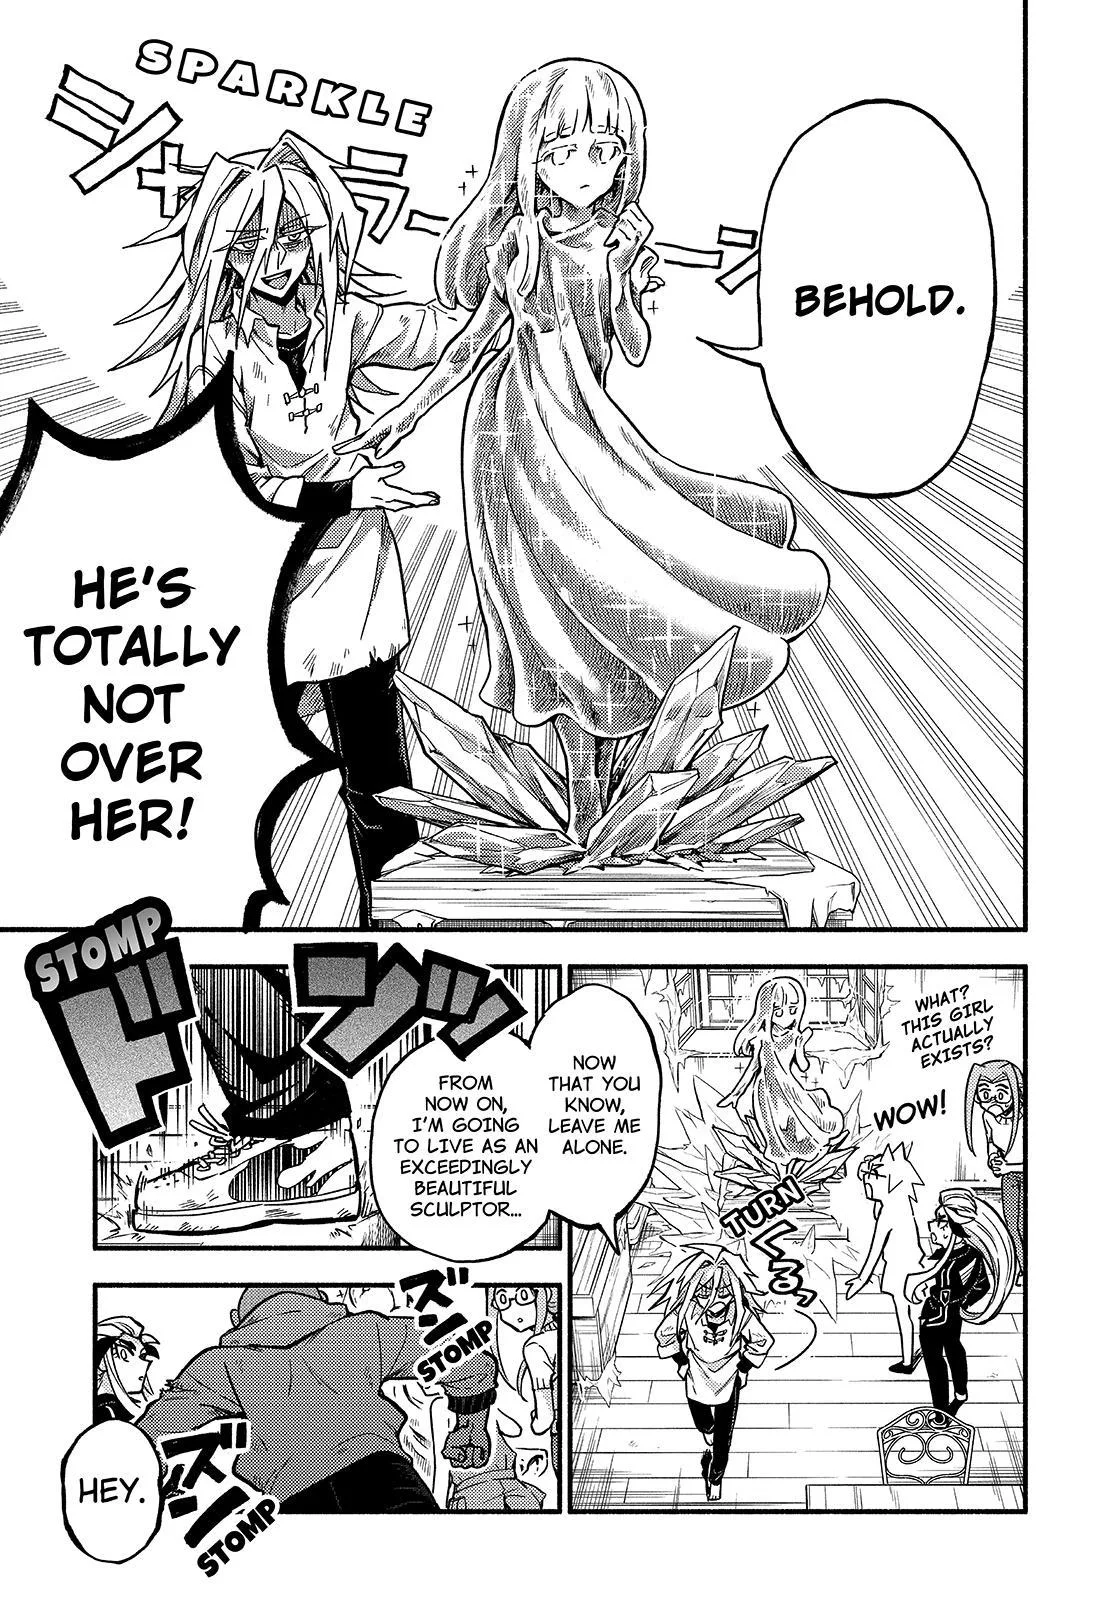 BEHOLD.
SPARKLE
シャラーーン
HE'S
TOTALLY
NOT
OVER
HER!
WHAT?
THIS GIRL
ACTUALLY
EXISTS?
WOW!
TURN
くるっ
NOW
THAT YOU
KNOW,
LEAVE ME
ALONE.
FROM
NOW ON,
I'M GOING
TO LIVE AS AN
EXCEEDINGLY
BEAUTIFUL
SCULPTOR...
STOMP
ドンッ
ズン
STOMP
ズン
STOMP
HEY.